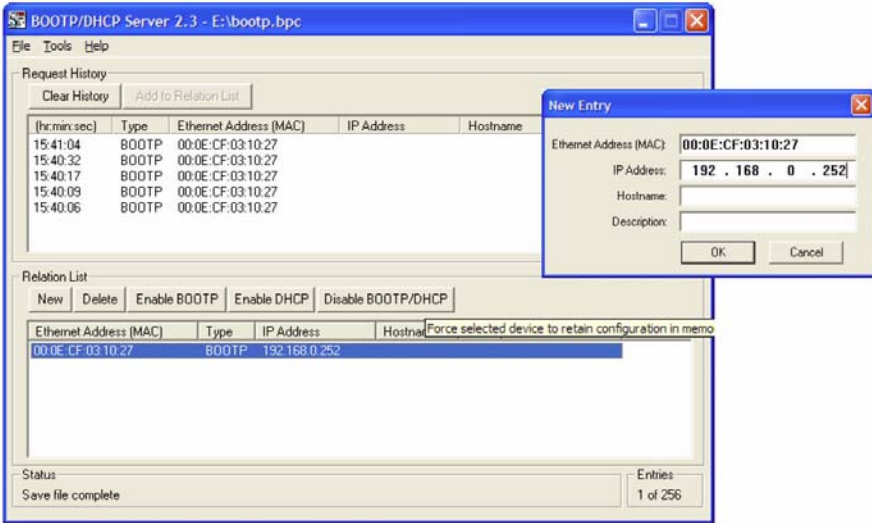 BOOTP/DHCP Server 2.3 - E:\bootp.bpc
File Tools Help
Request History
Clear History Add to Relation List
(hr:min:sec) Type Ethernet Address (MAC) IP Address Hostname
15:41:04 BOOTP 00:0E:CF:03:10:27
15:40:32 BOOTP 00:0E:CF:03:10:27
15:40:17 BOOTP 00:0E:CF:03:10:27
15:40:09 BOOTP 00:0E:CF:03:10:27
15:40:06 BOOTP 00:0E:CF:03:10:27
New Entry
Ethernet Address (MAC): 00:0E:CF:03:10:27
IP Address: 192 . 168 . 0 . 252
Hostname:
Description:
OK Cancel
Relation List
New Delete Enable BOOTP Enable DHCP Disable BOOTP/DHCP
Force selected device to retain configuration in memo
Ethernet Address (MAC) Type IP Address Hostnar
00:0E:CF:03:10:27 BOOTP 192.168.0.252
Status
Save file complete
Entries
1 of 256